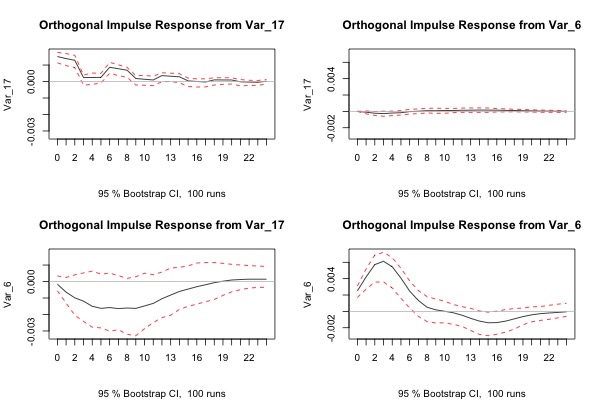 Orthogonal Impulse Response from Var_17
Var_17
0.000
-0.003
0 2 4 6 8 10 13 16 19 22
95 % Bootstrap CI, 100 runs
Orthogonal Impulse Response from Var_6
Var_17
0.004
-0.002
0 2 4 6 8 10 13 16 19 22
95 % Bootstrap CI, 100 runs
Orthogonal Impulse Response from Var_17
Var_6
0.000
-0.003
0 2 4 6 8 10 13 16 19 22
95 % Bootstrap CI, 100 runs
Orthogonal Impulse Response from Var_6
Var_6
0.004
-0.002
0 2 4 6 8 10 13 16 19 22
95 % Bootstrap CI, 100 runs